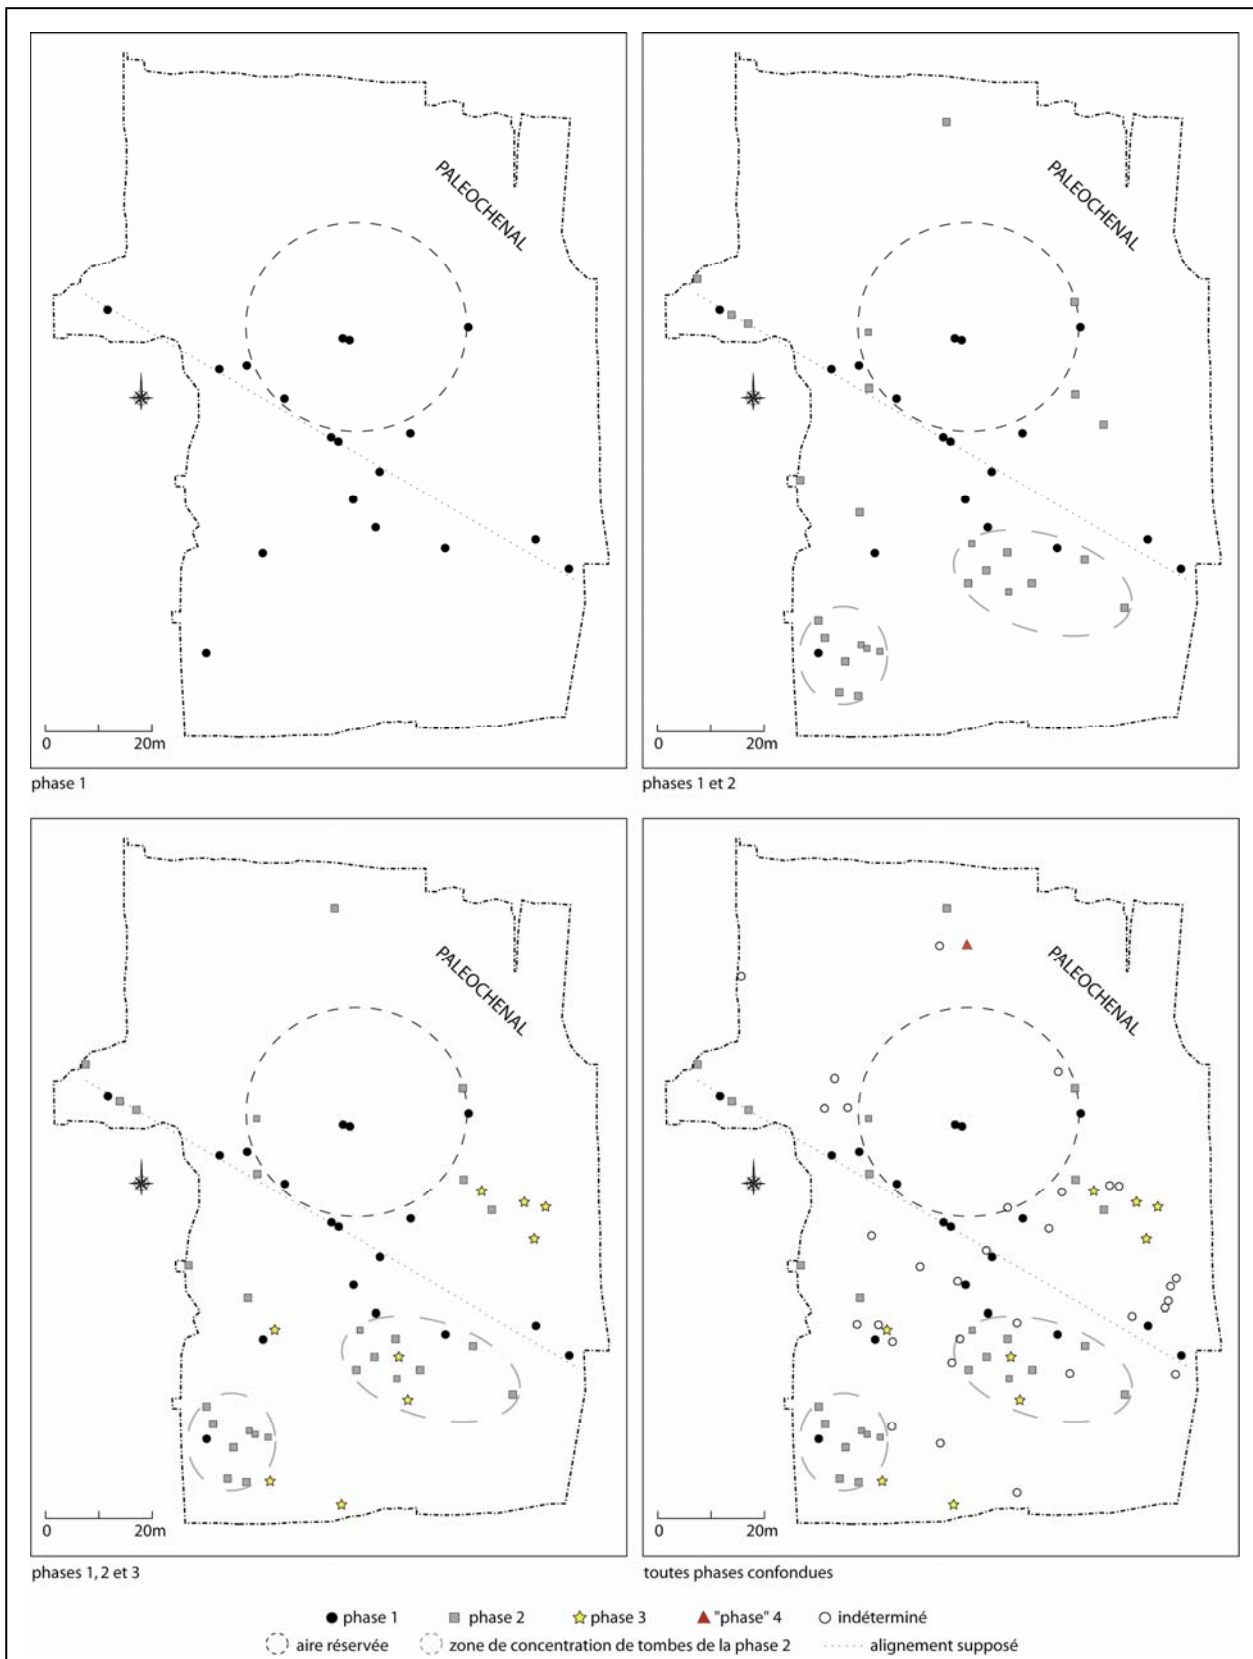 PALEOCHENAL
0 20m
phase 1
PALEOCHENAL
0 20m
phases 1 et 2
PALEOCHENAL
0 20m
phases 1, 2 et 3
PALEOCHENAL
0 20m
toutes phases confondues
phase 1 phase 2 phase 3 "phase" 4 indéterminé
aire réservée zone de concentration de tombes de la phase 2 alignement supposé